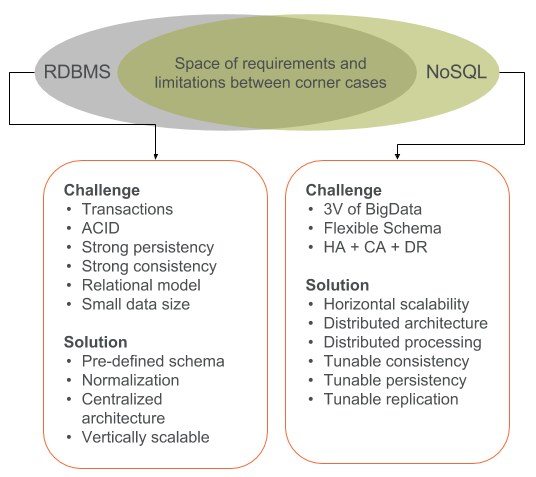 RDBMS
Space of requirements and
limitations between corner cases
NoSQL
Challenge
• Transactions
• ACID
• Strong persistency
• Strong consistency
• Relational model
• Small data size
Solution
• Pre-defined schema
• Normalization
• Centralized
architecture
• Vertically scalable
Challenge
• 3V of BigData
• Flexible Schema
• HA + CA + DR
Solution
• Horizontal scalability
• Distributed architecture
• Distributed processing
• Tunable consistency
• Tunable persistency
• Tunable replication